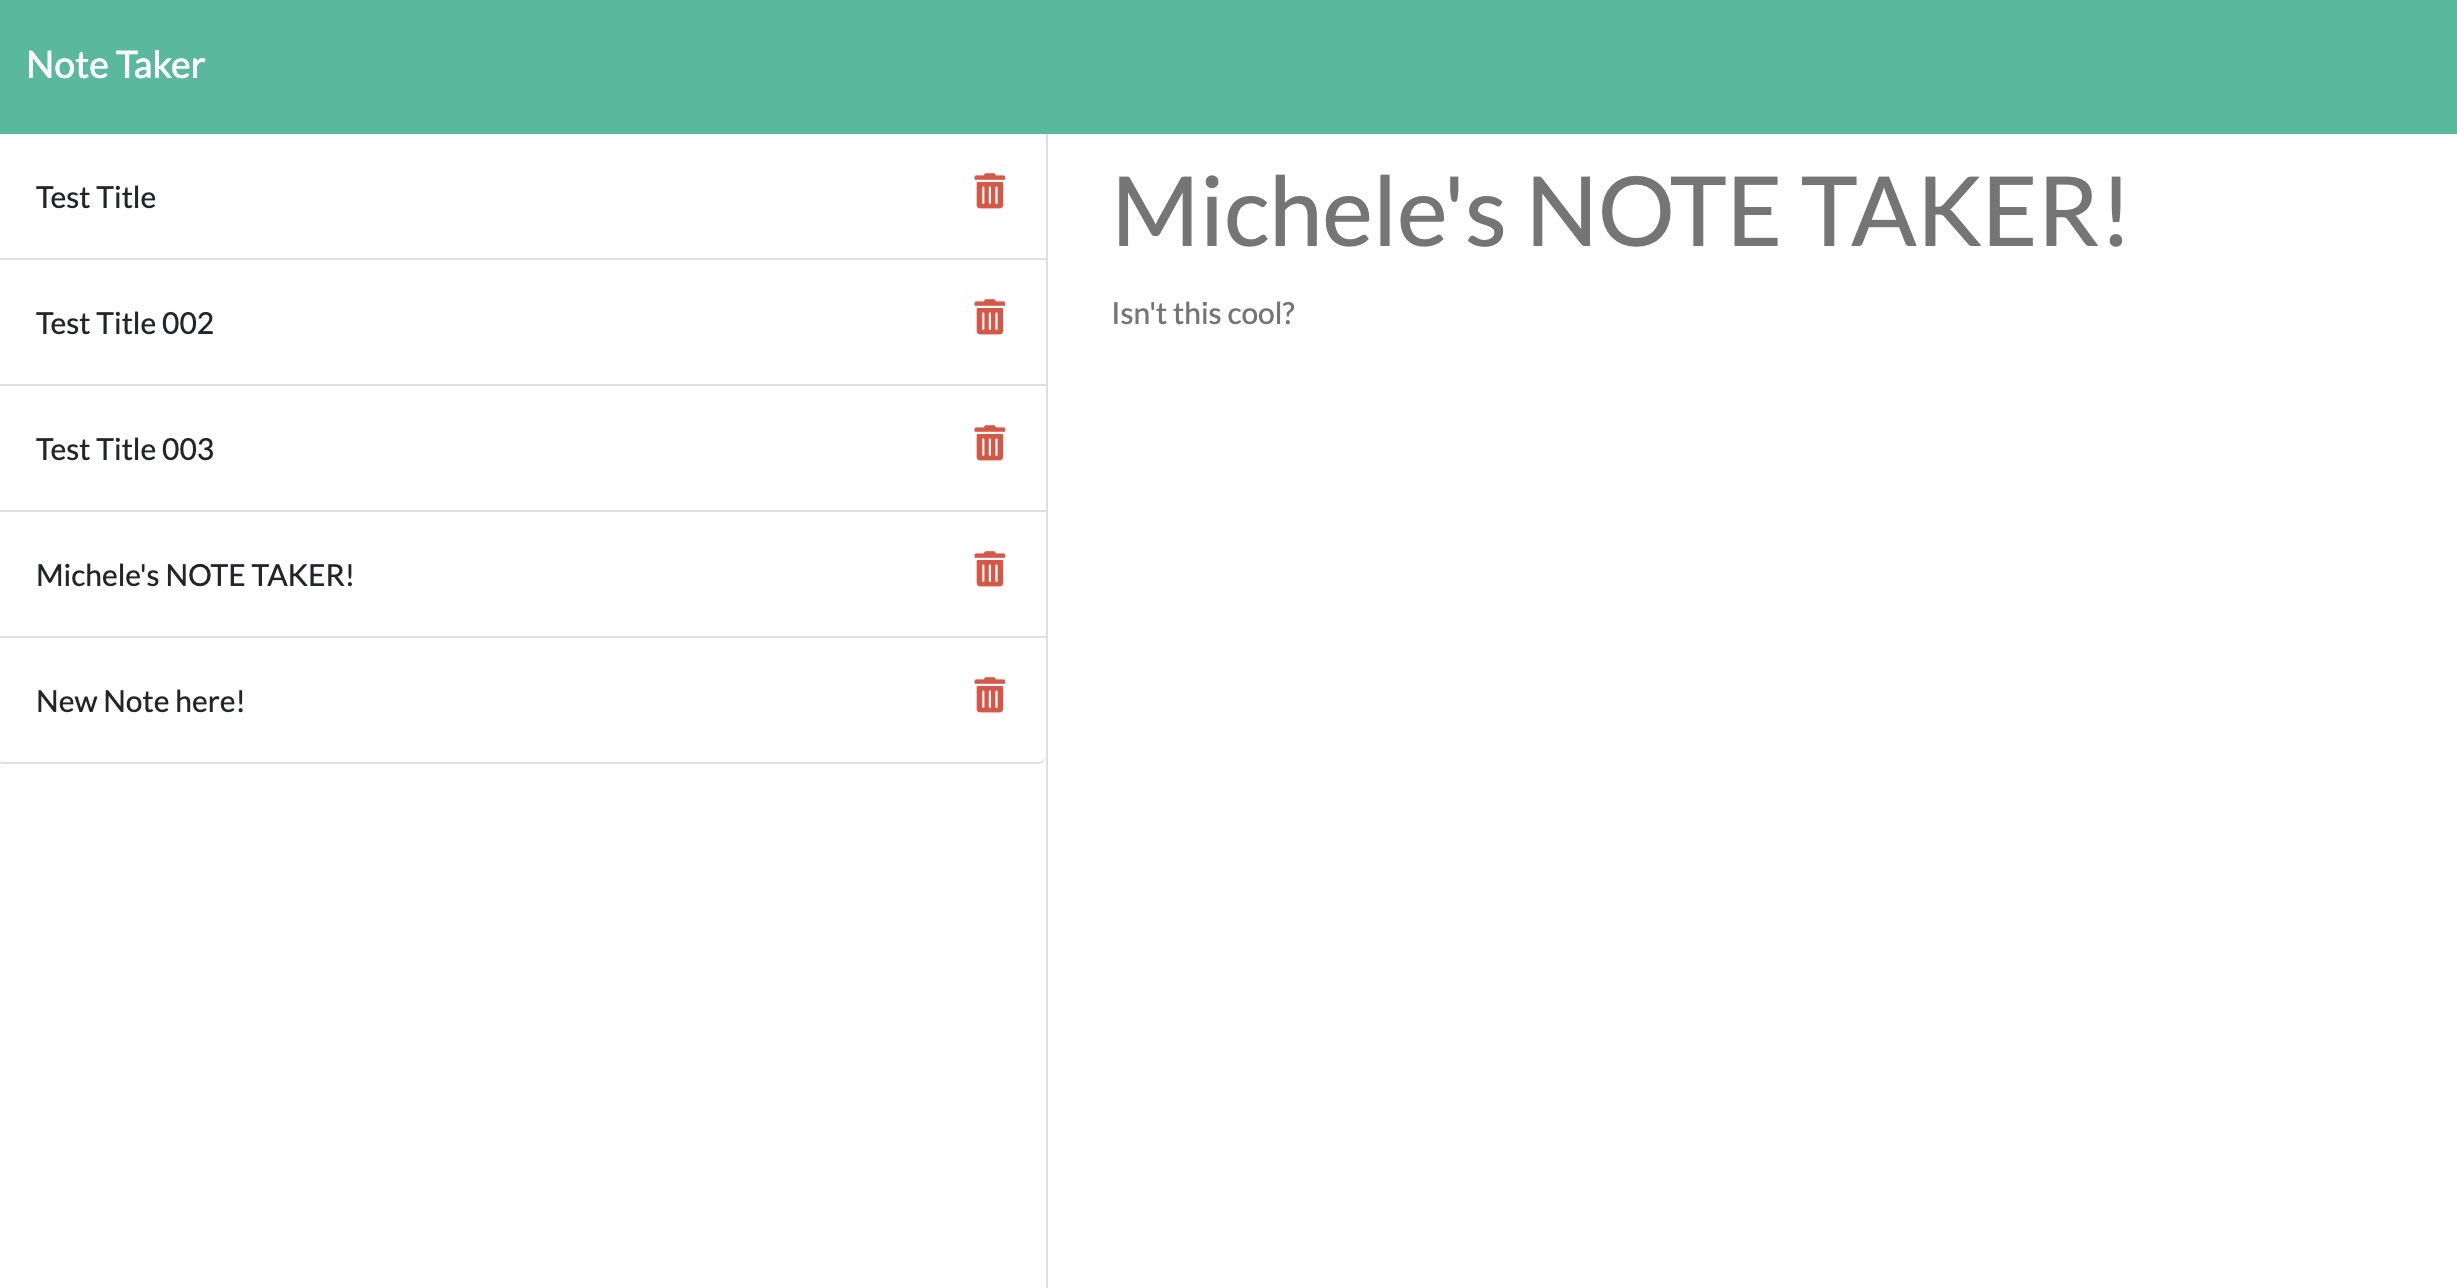 Note Taker
Test Title
Test Title 002
Test Title 003
Michele's NOTE TAKER!
New Note here!
Michele's NOTE TAKER!
Isn't this cool?